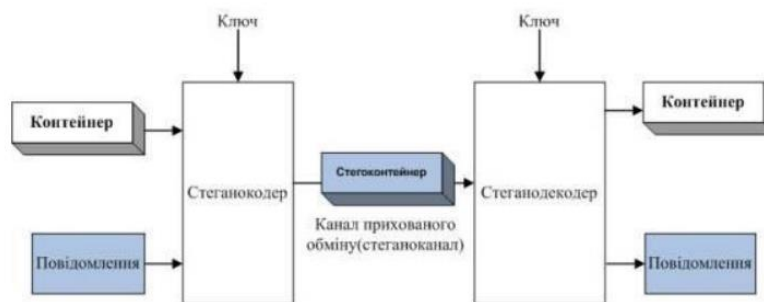 Ключ
Ключ
Контейнер
Контейнер
Стегоконтейнер
Стеганокодер
Стеганодекодер
Канал прихованого
обміну(стеганоканал)
Повідомлення
Повідомлення